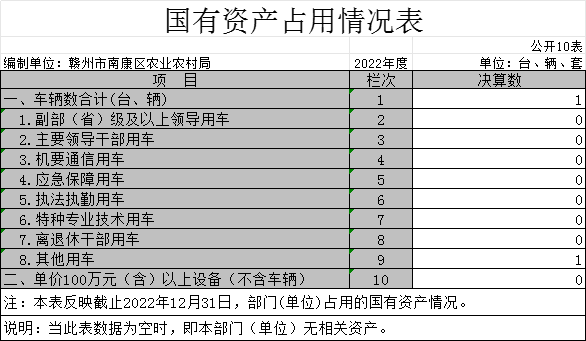 国有资产占用情况表
公开10表
编制单位：赣州市南康区农业农村局 2022年度 单位：台、辆、套
项 目 栏次 决算数
一、车辆数合计(台、辆) 1 1
1.副部（省）级及以上领导用车 2 0
2.主要领导干部用车 3 0
3.机要通信用车 4 0
4.应急保障用车 5 0
5.执法执勤用车 6 0
6.特种专业技术用车 7 0
7.离退休干部用车 8 0
8.其他用车 9 1
二、单价100万元（含）以上设备（不含车辆） 10 0
注：本表反映截止2022年12月31日，部门(单位)占用的国有资产情况。
说明：当此表数据为空时，即本部门（单位）无相关资产。